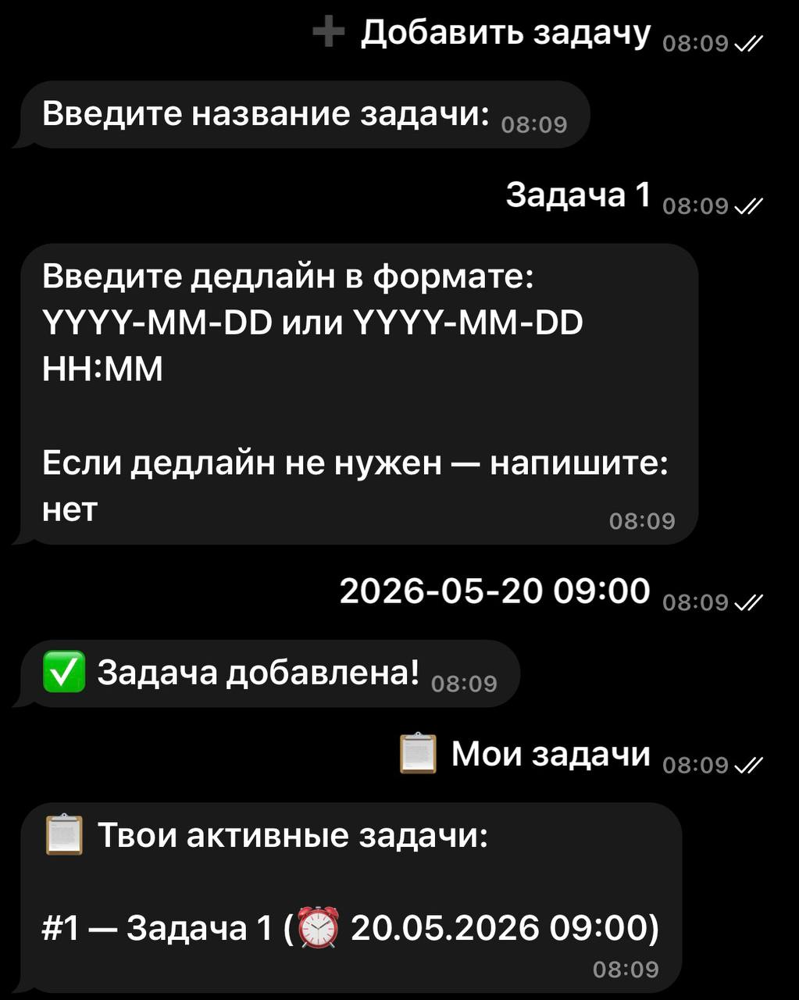 ➕ Добавить задачу 08:09
Введите название задачи: 08:09
Задача 1 08:09
Введите дедлайн в формате:
YYYY-MM-DD или YYYY-MM-DD
HH:MM
Если дедлайн не нужен — напишите:
нет 08:09
2026-05-20 09:00 08:09
✅ Задача добавлена! 08:09
📋 Мои задачи 08:09
📋 Твои активные задачи:
#1 — Задача 1 (⏰ 20.05.2026 09:00)
08:09